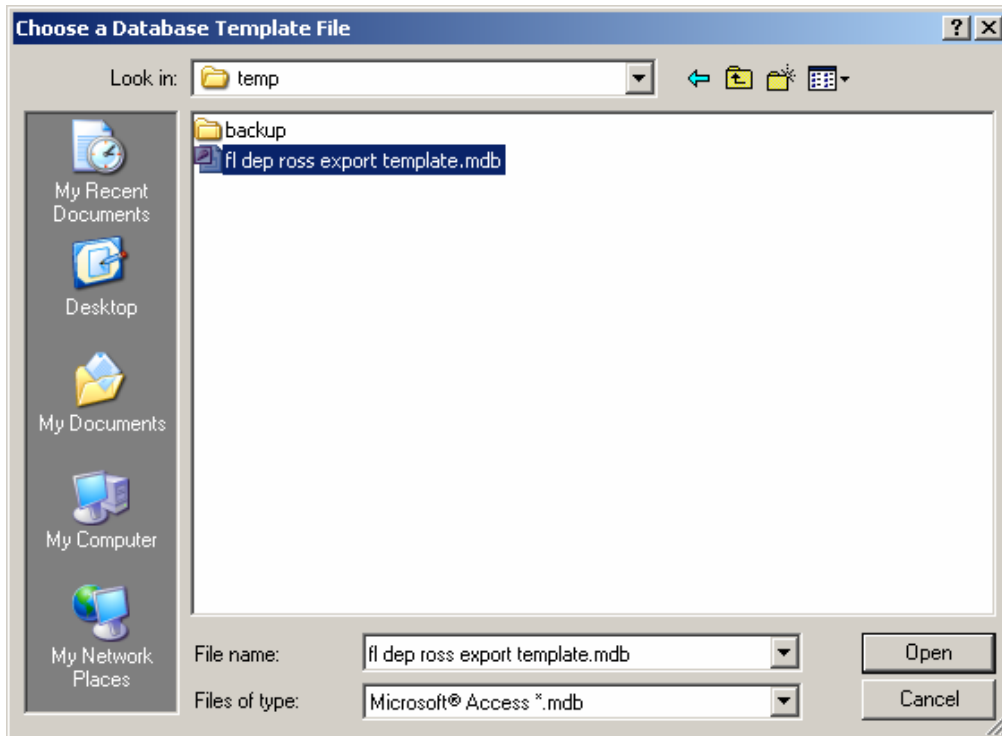 Choose a Database Template File
Look in: temp
backup
fl dep ross export template.mdb
My Recent
Documents
Desktop
My Documents
My Computer
My Network
Places
File name: fl dep ross export template.mdb Open
Files of type: Microsoft® Access *.mdb Cancel